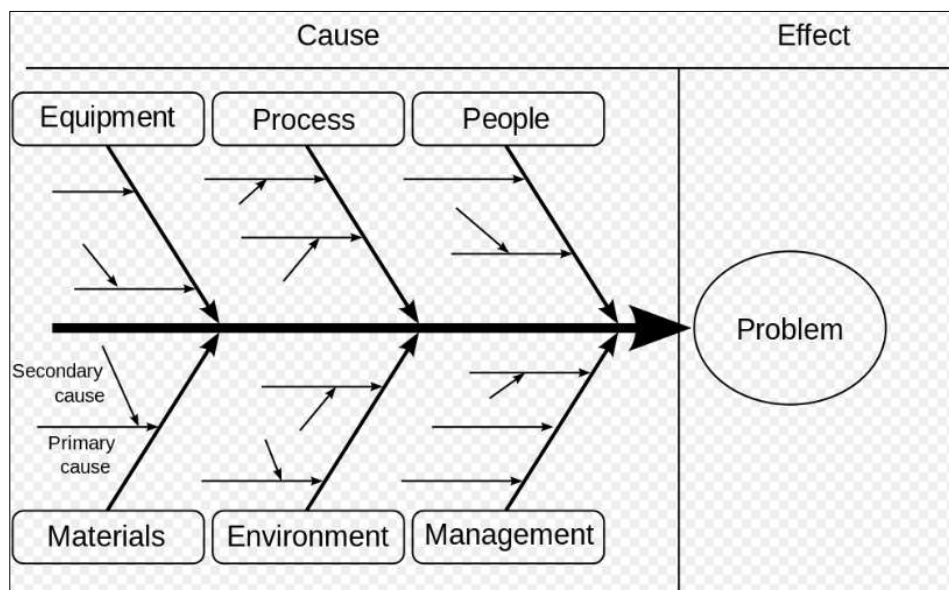 Cause
Effect
Equipment
Process
People
Problem
Secondary
cause
Primary
cause
Materials
Environment
Management